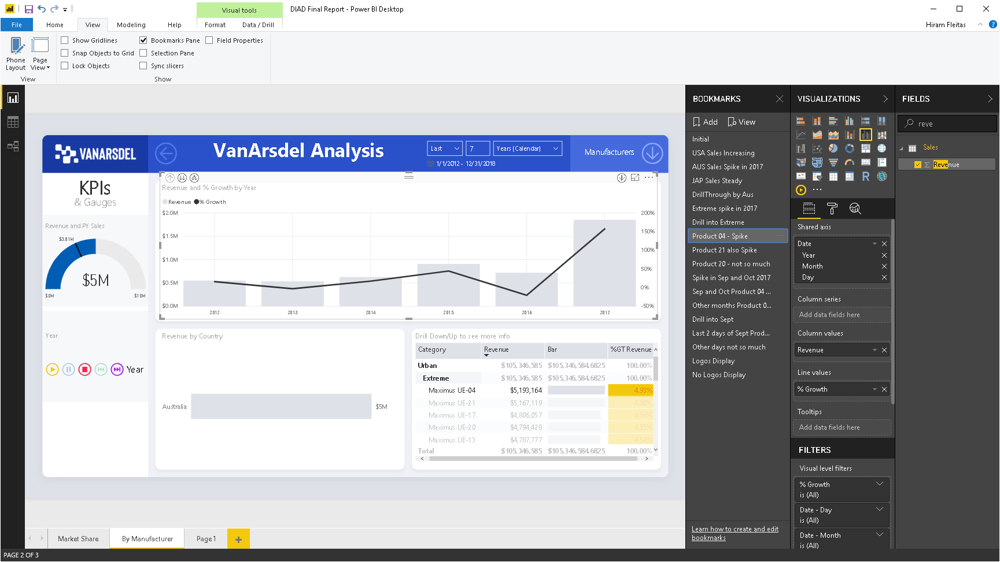 Visual tools
DIAD Final Report - Power BI Desktop
File
Home
View
Modeling
Help
Format
Data / Drill
Hiram Fleitas
Phone Layout
Page View
Show Gridlines
Snap Objects to Grid
Lock Objects
Bookmarks Pane
Selection Pane
Sync slicers
Field Properties
View
Show
VANARSDEL
VanArsdel Analysis
Last
7
Years (Calendar)
1/1/2012 - 12/31/2018
Manufacturers
KPIs
& Gauges
Revenue and PY Sales
$3.81M
$5M
$0M
$10M
Year
Year
Revenue and % Growth by Year
Revenue
% Growth
$2.0M
$1.5M
$1.0M
$0.5M
$0.0M
200%
150%
100%
50%
0%
-50%
2012
2013
2014
2015
2016
2017
Revenue by Country
Australia
$5M
Drill Down/Up to see more info
Category Revenue Bar %GT Revenue
Urban $105,346,585 $105,346,584.6825 100.00%
Extreme $105,346,585 $105,346,584.6825 100.00%
Maximus UE-04 $5,193,164 4.93%
Maximus UE-21 $5,167,119 4.90%
Maximus UE-17 $4,806,057 4.56%
Maximus UE-20 $4,794,428 4.55%
Maximus UE-13 $4,787,777 4.54%
Total $105,346,585 $105,346,584.6825 100.00%
BOOKMARKS
Add
View
Initial
USA Sales Increasing
AUS Sales Spike in 2017
JAP Sales Steady
DrillThrough by Aus
Extreme spike in 2017
Drill into Extreme
Product 04 - Spike
Product 21 also Spike
Product 20 - not so much
Spike in Sep and Oct 2017
Sep and Oct Product 04 ...
Other months Product 0...
Drill into Sept
Last 2 days of Sept Prod...
Other days not so much
Logos Display
No Logos Display
Learn how to create and edit
bookmarks
VISUALIZATIONS
R
Shared axis
Date
Year
Month
Day
Column series
Add data fields here
Column values
Revenue
Line values
% Growth
Tooltips
Add data fields here
FILTERS
Visual level filters
% Growth
is (All)
Date - Day
is (All)
Date - Month
is (All)
FIELDS
reve
Sales
Revenue
Market Share
By Manufacturer
Page 1
PAGE 2 OF 3